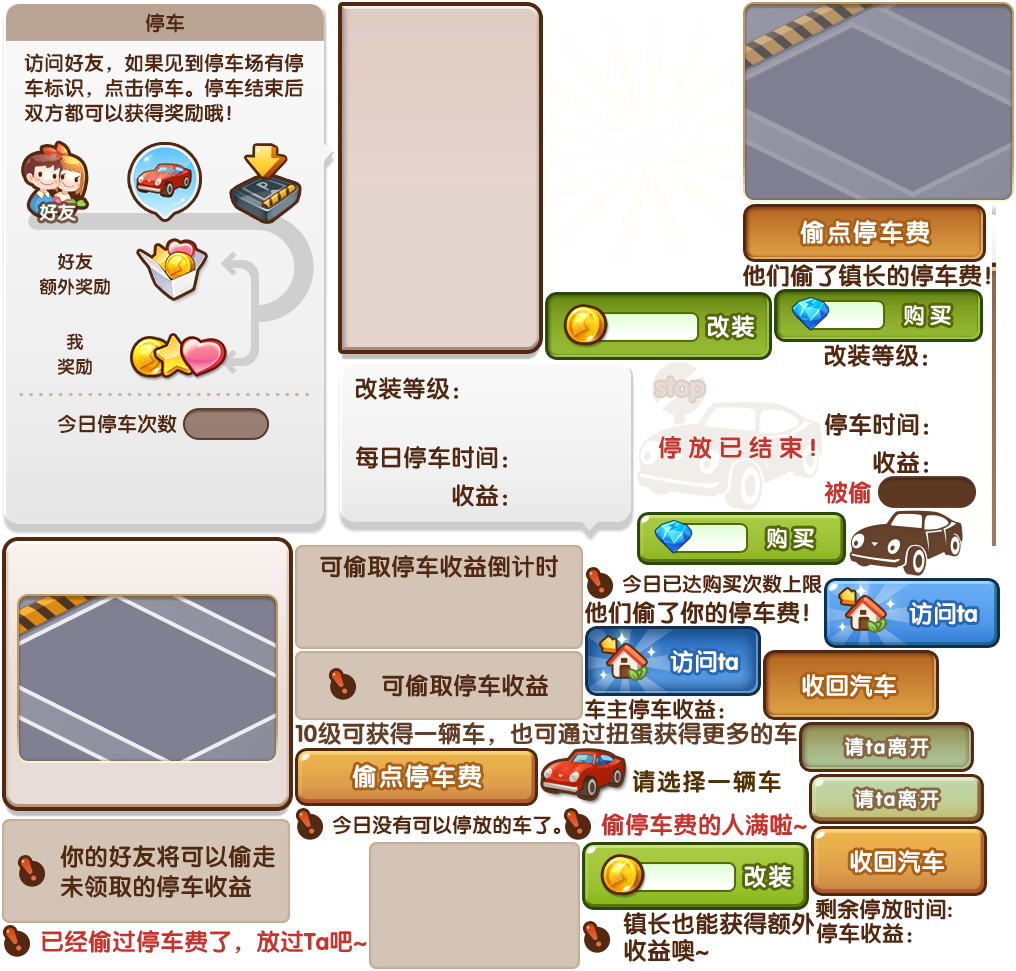 停车
访问好友，如果见到停车场有停
车标识，点击停车。停车结束后
双方都可以获得奖励哦！
好友
P
好友
额外奖励
我
奖励
今日停车次数
偷点停车费
他们偷了镇长的停车费！
改装
购买
改装等级：
改装等级：
每日停车时间：
收益：
stop
停放已结束！
停车时间：
收益：
被偷
购买
可偷取停车收益倒计时
今日已达购买次数上限
他们偷了你的停车费！
访问ta
访问ta
可偷取停车收益
收回汽车
车主停车收益：
10级可获得一辆车，也可通过扭蛋获得更多的车
请ta离开
偷点停车费
请选择一辆车
请ta离开
今日没有可以停放的车了。
偷停车费的人满啦~
你的好友将可以偷走
未领取的停车收益
改装
收回汽车
已经偷过停车费了，放过Ta吧~
镇长也能获得额外
收益噢~
剩余停放时间：
停车收益：